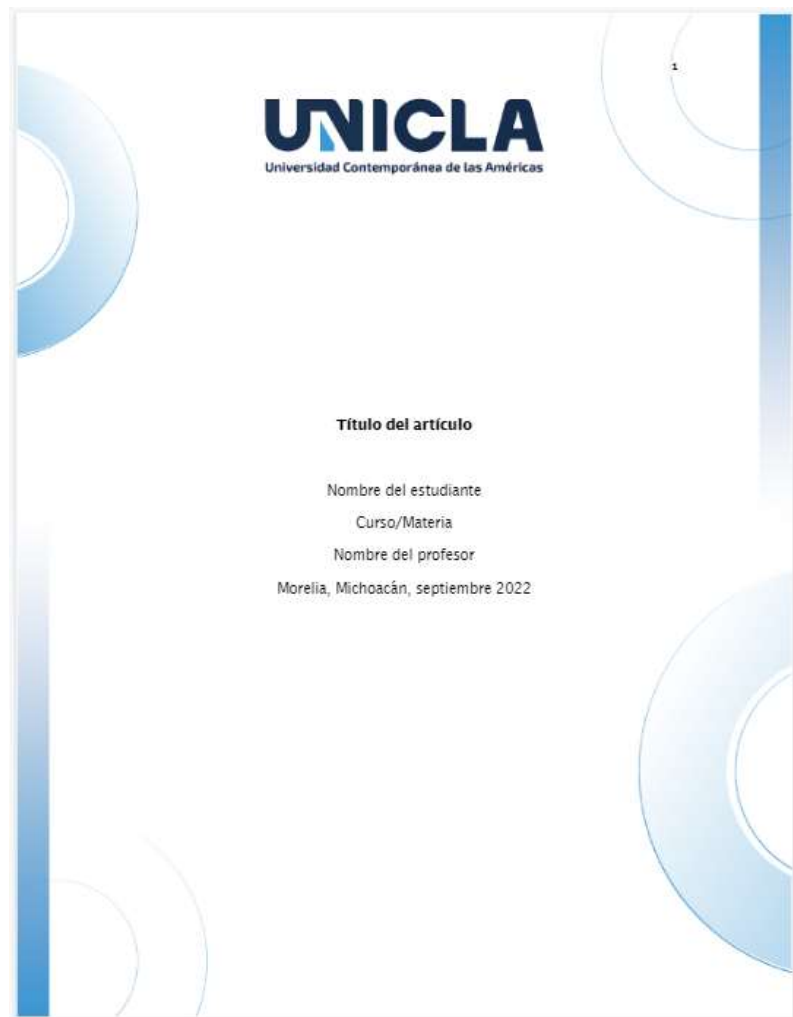 1
UNICLA
Universidad Contemporánea de las Américas
Título del artículo
Nombre del estudiante
Curso/Materia
Nombre del profesor
Morelia, Michoacán, septiembre 2022